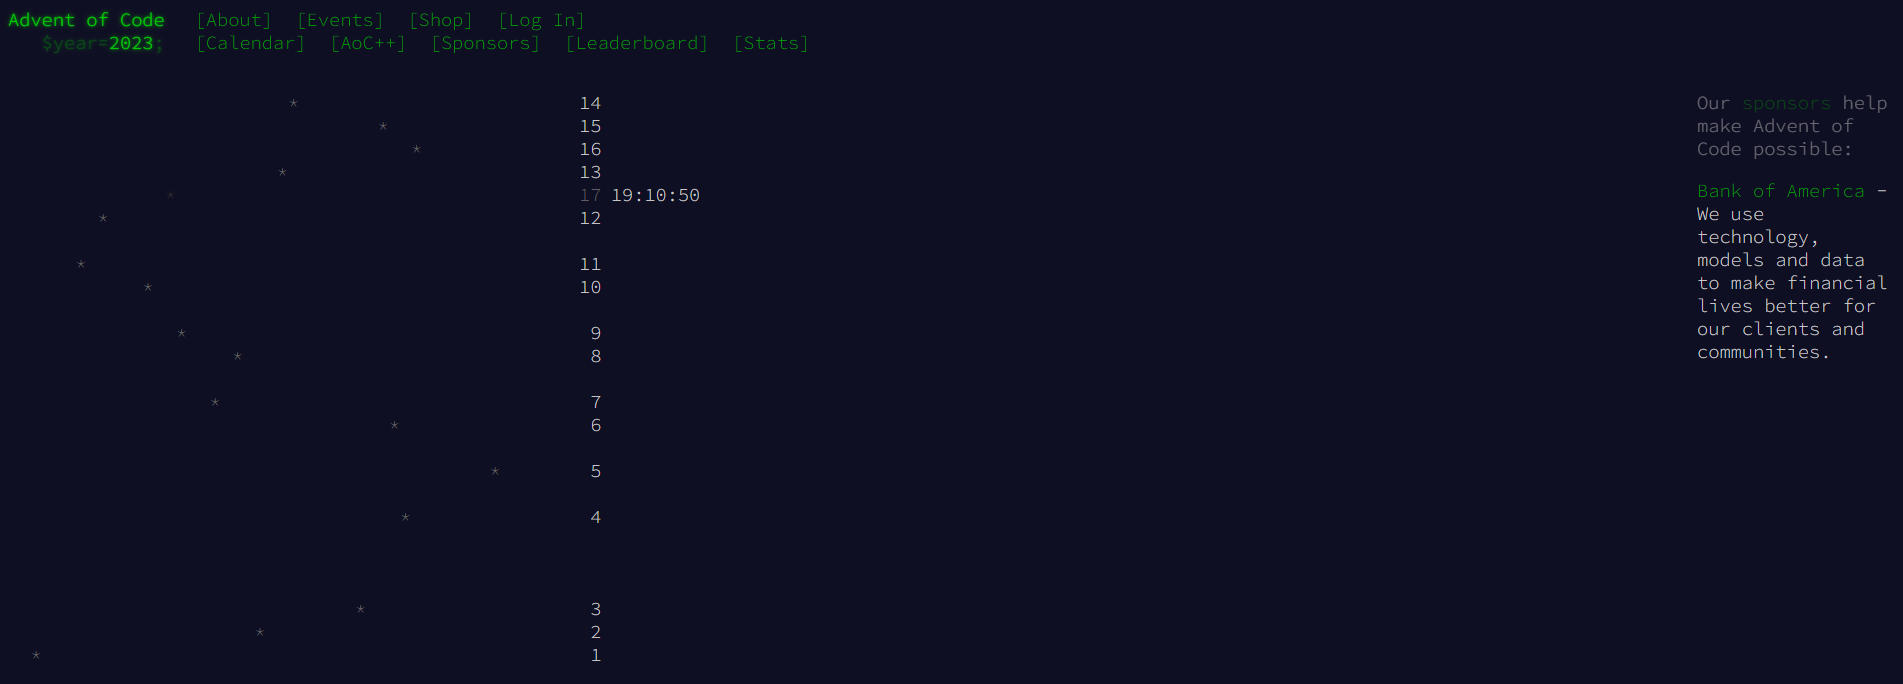 Advent of Code [About] [Events] [Shop] [Log In]
$year=2023; [Calendar] [AoC++] [Sponsors] [Leaderboard] [Stats]
* 14
* 15
* 16
* 13
* 17 19:10:50
* 12
* 11
* 10
* 9
* 8
* 7
* 6
* 5
* 4
* 3
* 2
* 1
Our sponsors help
make Advent of
Code possible:
Bank of America -
We use
technology,
models and data
to make financial
lives better for
our clients and
communities.